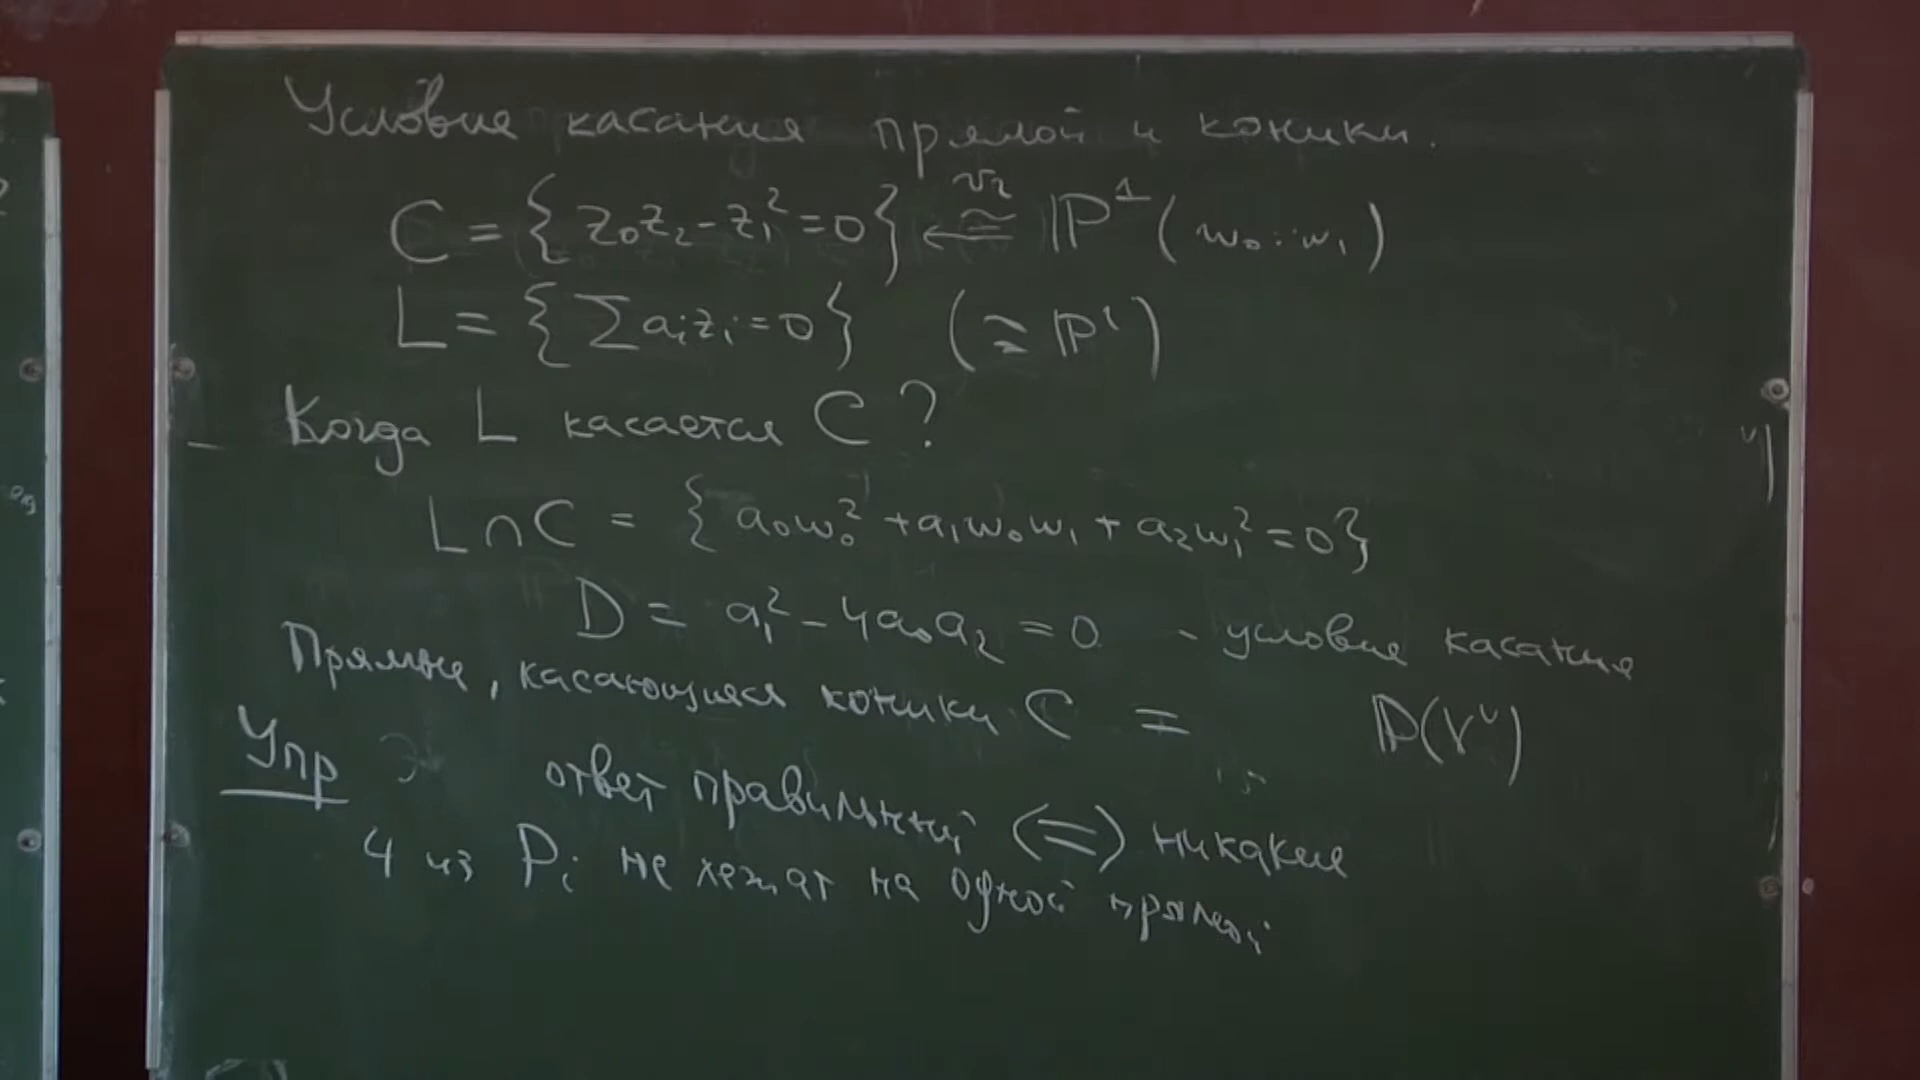 Условие касания прямой и коники.
C = { z₀z₂ - z₁² = 0 } ←≃ v₂ P¹ (w₀:w₁)
L = { ∑ aᵢzᵢ = 0 } (≃ P¹)
Когда L касается C ?
L ∩ C = { a₀w₀² + a₁w₀w₁ + a₂w₁² = 0 }
D = a₁² - 4a₀a₂ = 0 - условие касания
Прямые, касающиеся коники C = P(V^∨)
Упр ответ правильный <=> никакие
4 из Pᵢ не лежат на одной прямой